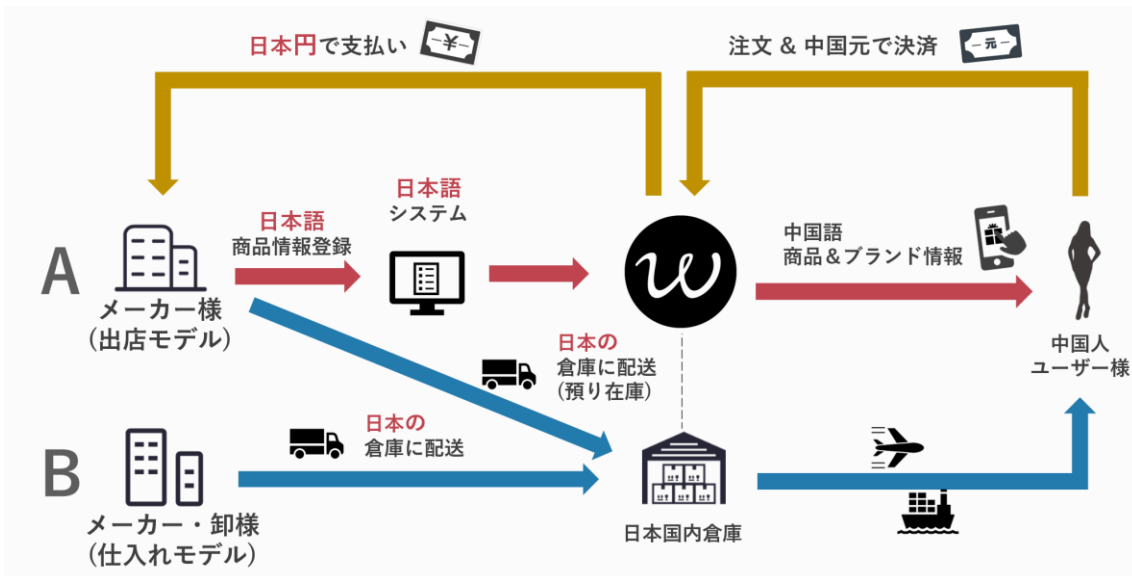 日本円で支払い
¥
注文 & 中国元で決済
元
日本語
システム
日本語
商品情報登録
中国語
商品＆ブランド情報
A
w
メーカー様
(出店モデル)
日本の
倉庫に配送
(預り在庫)
中国人
ユーザー様
日本の
倉庫に配送
B
メーカー・卸様
(仕入れモデル)
日本国内倉庫